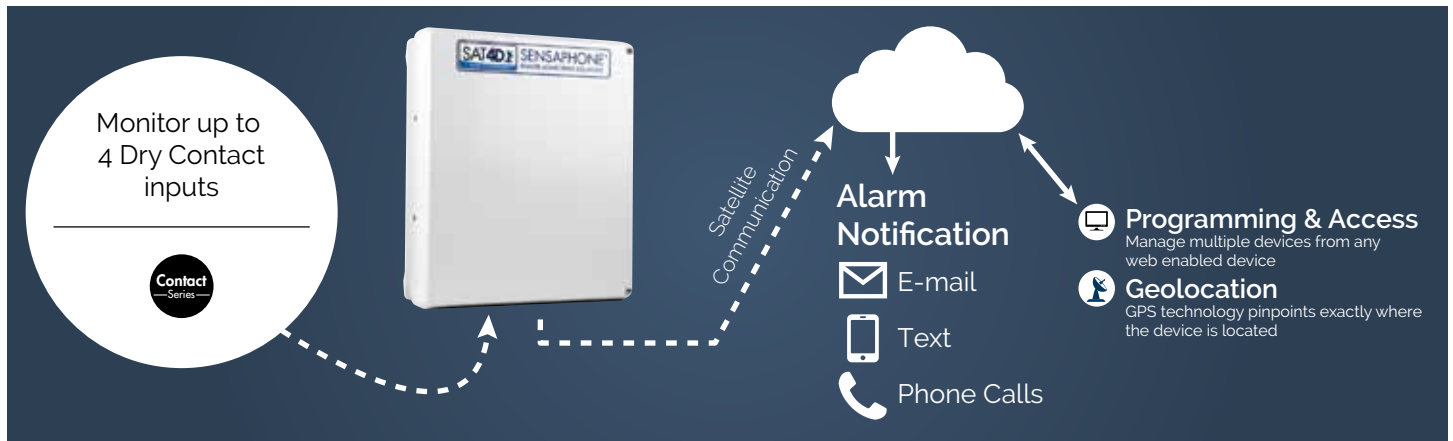 Monitor up to
4 Dry Contact
inputs
Contact
Series
SAT4D SENSAPHONE
Satellite
Communication
Alarm
Notification
E-mail
Text
Phone Calls
Programming & Access
Manage multiple devices from any
web enabled device
Geolocation
GPS technology pinpoints exactly where
the device is located